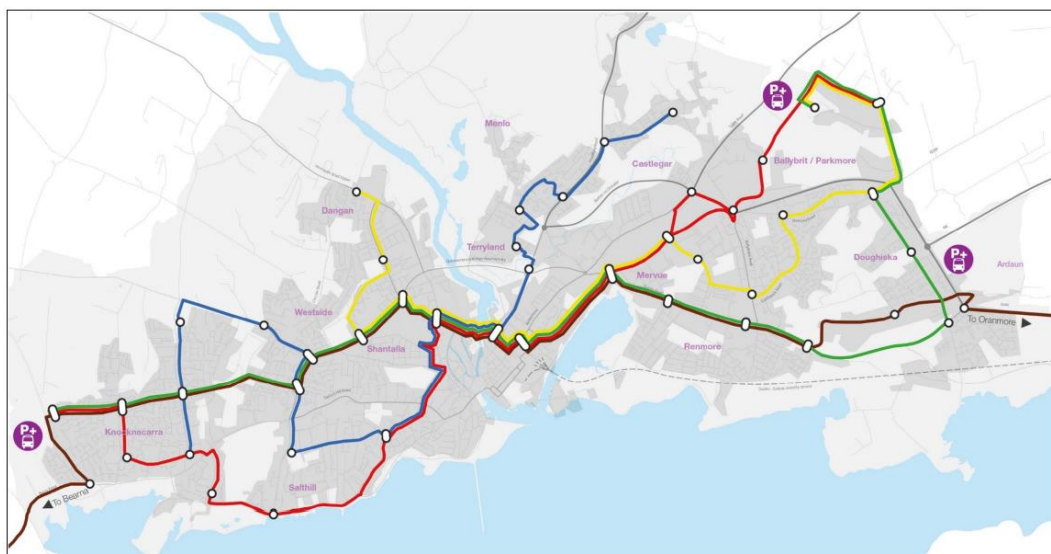 P+
Menlo
Castlegar
Ballybrit / Parkmore
Dangan
Terryland
Mervue
Doughiska
P+
Ardaun
Westside
Shantalla
Renmore
To Oranmore
P+
Knocknacarra
Salthill
To Bearna